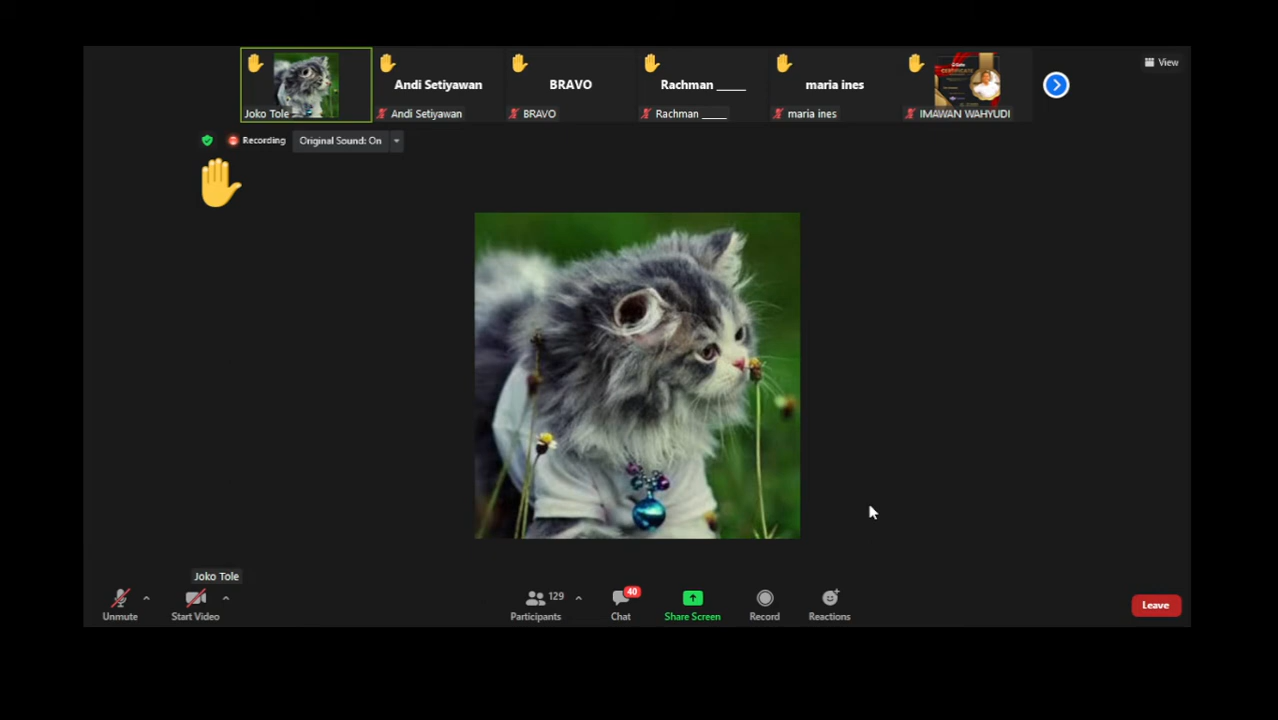 Andi Setiyawan
BRAVO
Rachman _____
maria ines
View
Joko Tole
Andi Setiyawan
BRAVO
Rachman _____
maria ines
CERTIFICATE
IMAWAN WAHYUDI
Recording
Original Sound: On
Joko Tole
129
40
Unmute
Start Video
Participants
Chat
Share Screen
Record
Reactions
Leave